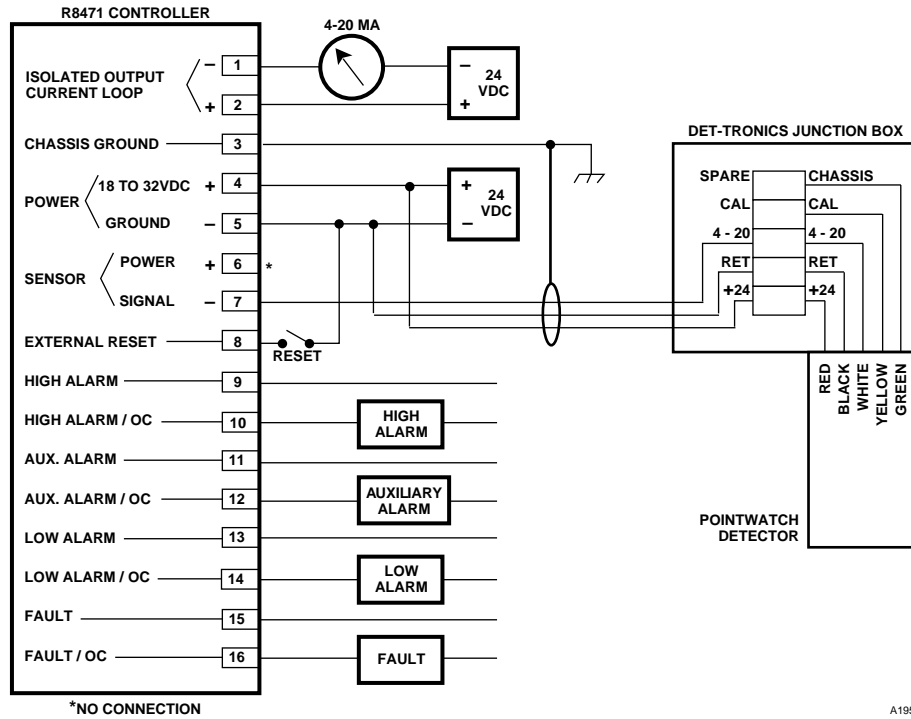 R8471 CONTROLLER
ISOLATED OUTPUT
CURRENT LOOP
– 1
+ 2
4-20 MA
–
+
24
VDC
CHASSIS GROUND 3
POWER
18 TO 32VDC + 4
GROUND – 5
+
–
24
VDC
SENSOR
POWER + 6 *
SIGNAL – 7
EXTERNAL RESET 8
RESET
HIGH ALARM 9
HIGH ALARM / OC 10
HIGH
ALARM
AUX. ALARM 11
AUX. ALARM / OC 12
AUXILIARY
ALARM
LOW ALARM 13
LOW ALARM / OC 14
LOW
ALARM
FAULT 15
FAULT / OC 16
FAULT
*NO CONNECTION
DET-TRONICS JUNCTION BOX
SPARE CHASSIS
CAL CAL
4 - 20 4 - 20
RET RET
+24 +24
RED
BLACK
WHITE
YELLOW
GREEN
POINTWATCH
DETECTOR